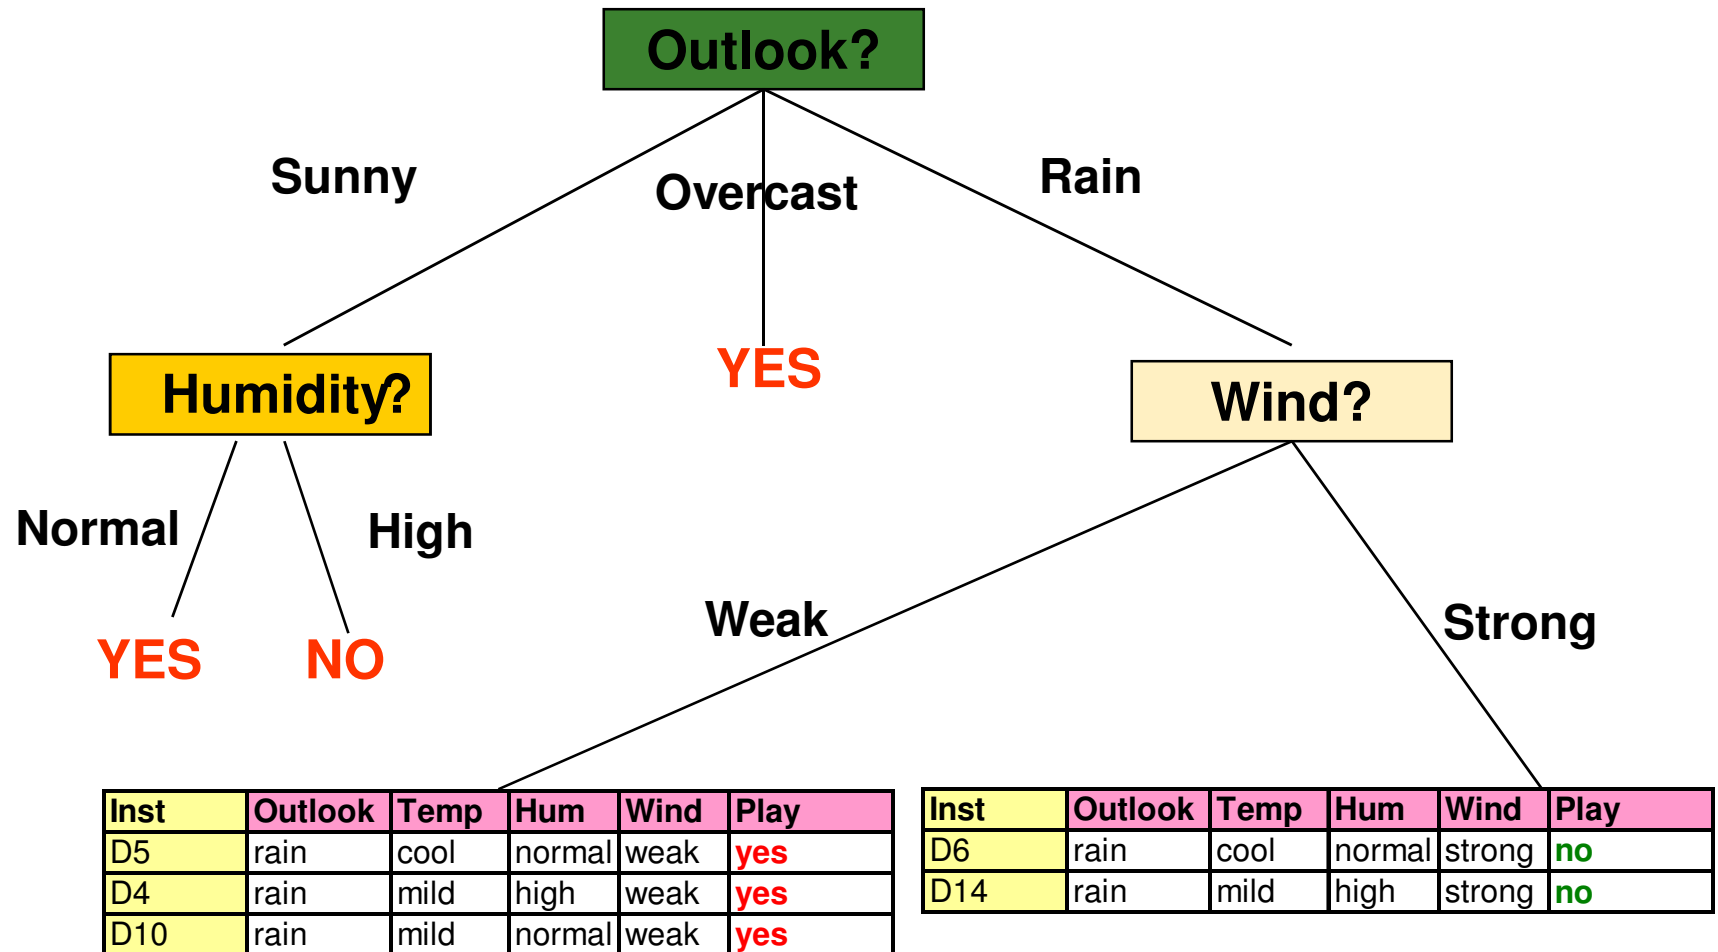 Outlook?
Sunny
Overcast
Rain
Humidity?
YES
Wind?
Normal
High
YES
NO
Weak
Strong
Inst Outlook Temp Hum Wind Play
D5 rain cool normal weak yes
D4 rain mild high weak yes
D10 rain mild normal weak yes
Inst Outlook Temp Hum Wind Play
D6 rain cool normal strong no
D14 rain mild high strong no